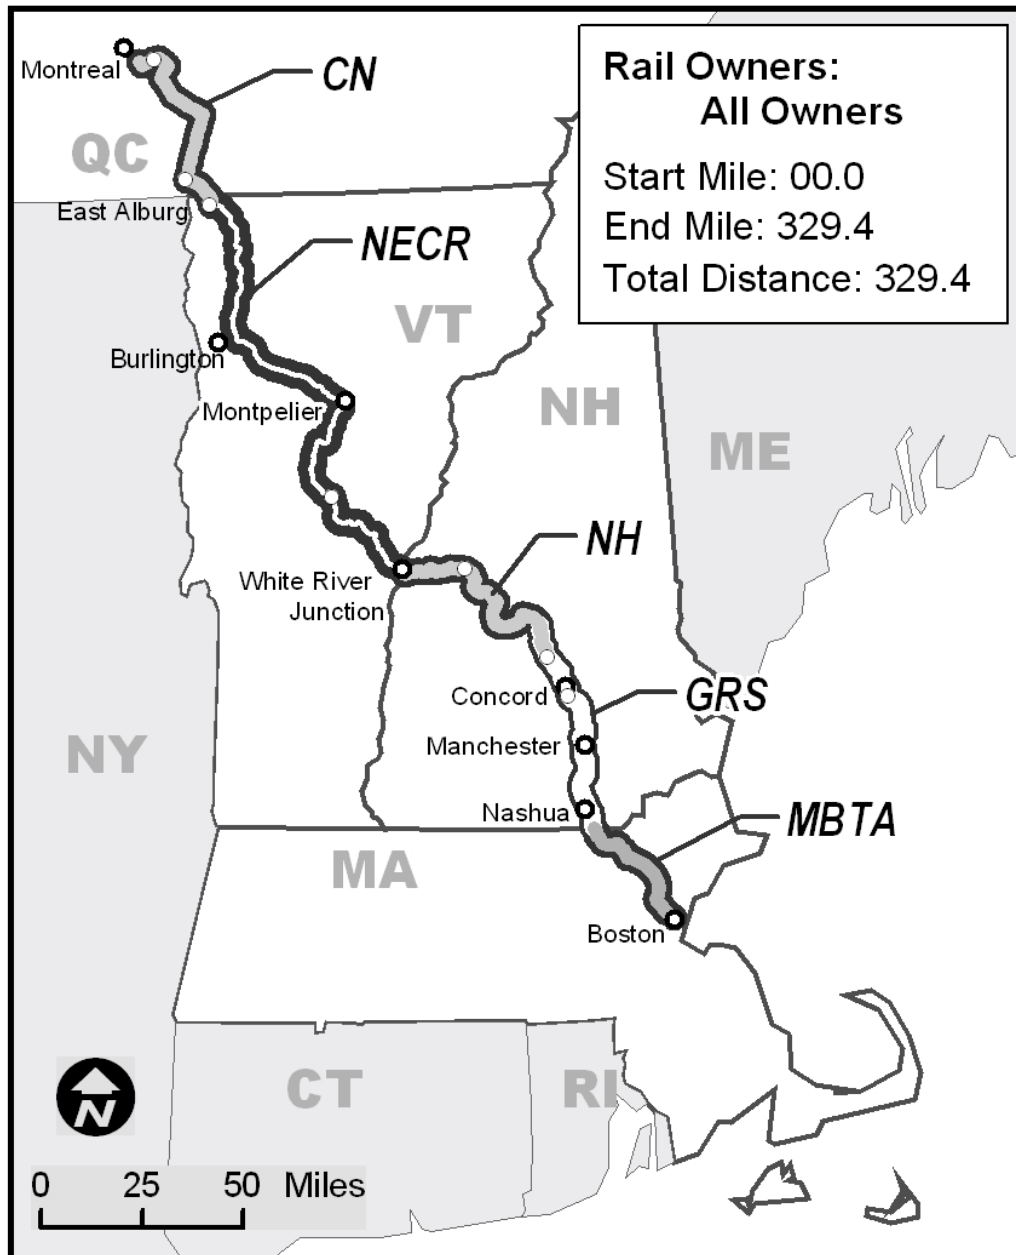 Montreal
CN
Rail Owners:
All Owners
Start Mile: 00.0
End Mile: 329.4
Total Distance: 329.4
QC
East Alburg
NECR
VT
Burlington
Montpelier
NH
ME
NH
White River
Junction
Concord
GRS
Manchester
NY
Nashua
MBTA
MA
Boston
CT
RI
N
0 25 50 Miles